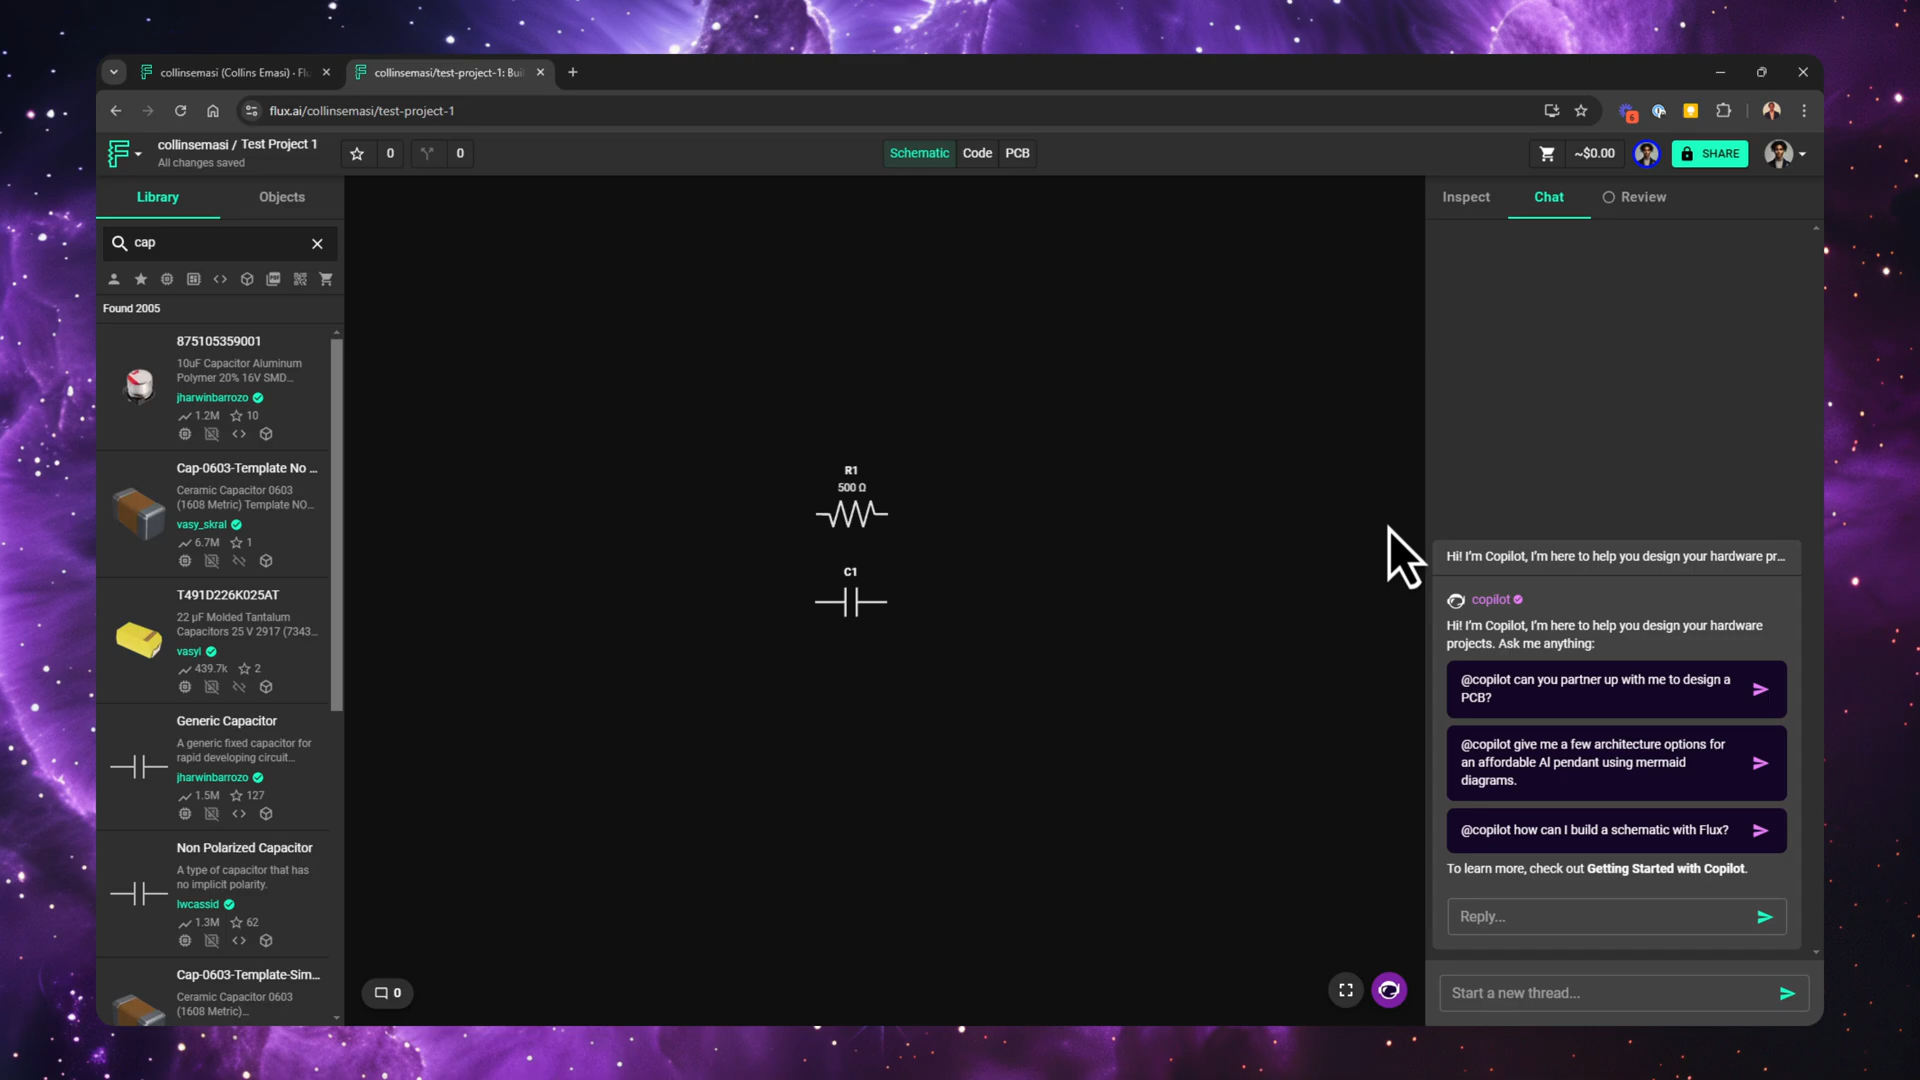 collinsemasi (Collins Emasi) · Flu
collinsemasi/test-project-1: Buil
flux.ai/collinsemasi/test-project-1
6
collinsemasi / Test Project 1
All changes saved
0
0
Schematic
Code
PCB
~$0.00
SHARE
Library
Objects
cap
Found 2005
875105359001
10uF Capacitor Aluminum
Polymer 20% 16V SMD...
jharwinbarrozo
1.2M
10
Cap-0603-Template No ...
Ceramic Capacitor 0603
(1608 Metric) Template NO...
vasy_skral
6.7M
1
T491D226K025AT
22 μF Molded Tantalum
Capacitors 25 V 2917 (7343...
vasyl
439.7k
2
Generic Capacitor
A generic fixed capacitor for
rapid developing circuit...
jharwinbarrozo
1.5M
127
Non Polarized Capacitor
A type of capacitor that has
no implicit polarity.
lwcassid
1.3M
62
Cap-0603-Template-Sim...
Ceramic Capacitor 0603
(1608 Metric)...
R1
500 Ω
C1
0
Inspect
Chat
Review
Hi! I'm Copilot, I'm here to help you design your hardware pr...
copilot
Hi! I'm Copilot, I'm here to help you design your hardware
projects. Ask me anything:
@copilot can you partner up with me to design a
PCB?
@copilot give me a few architecture options for
an affordable AI pendant using mermaid
diagrams.
@copilot how can I build a schematic with Flux?
To learn more, check out Getting Started with Copilot.
Reply...
Start a new thread...